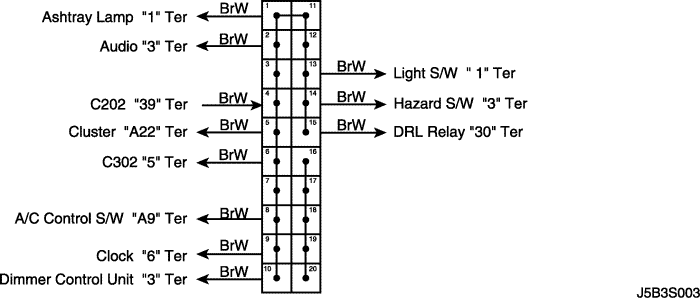 Ashtray Lamp "1" Ter BrW 1 11
Audio "3" Ter BrW 2 12
3 13 BrW Light S/W " 1" Ter
C202 "39" Ter BrW 4 14 BrW Hazard S/W "3" Ter
Cluster "A22" Ter BrW 5 15 BrW DRL Relay "30" Ter
C302 "5" Ter BrW 6 16
7 17
A/C Control S/W "A9" Ter BrW 8 18
Clock "6" Ter BrW 9 19
Dimmer Control Unit "3" Ter BrW 10 20
J5B3S003